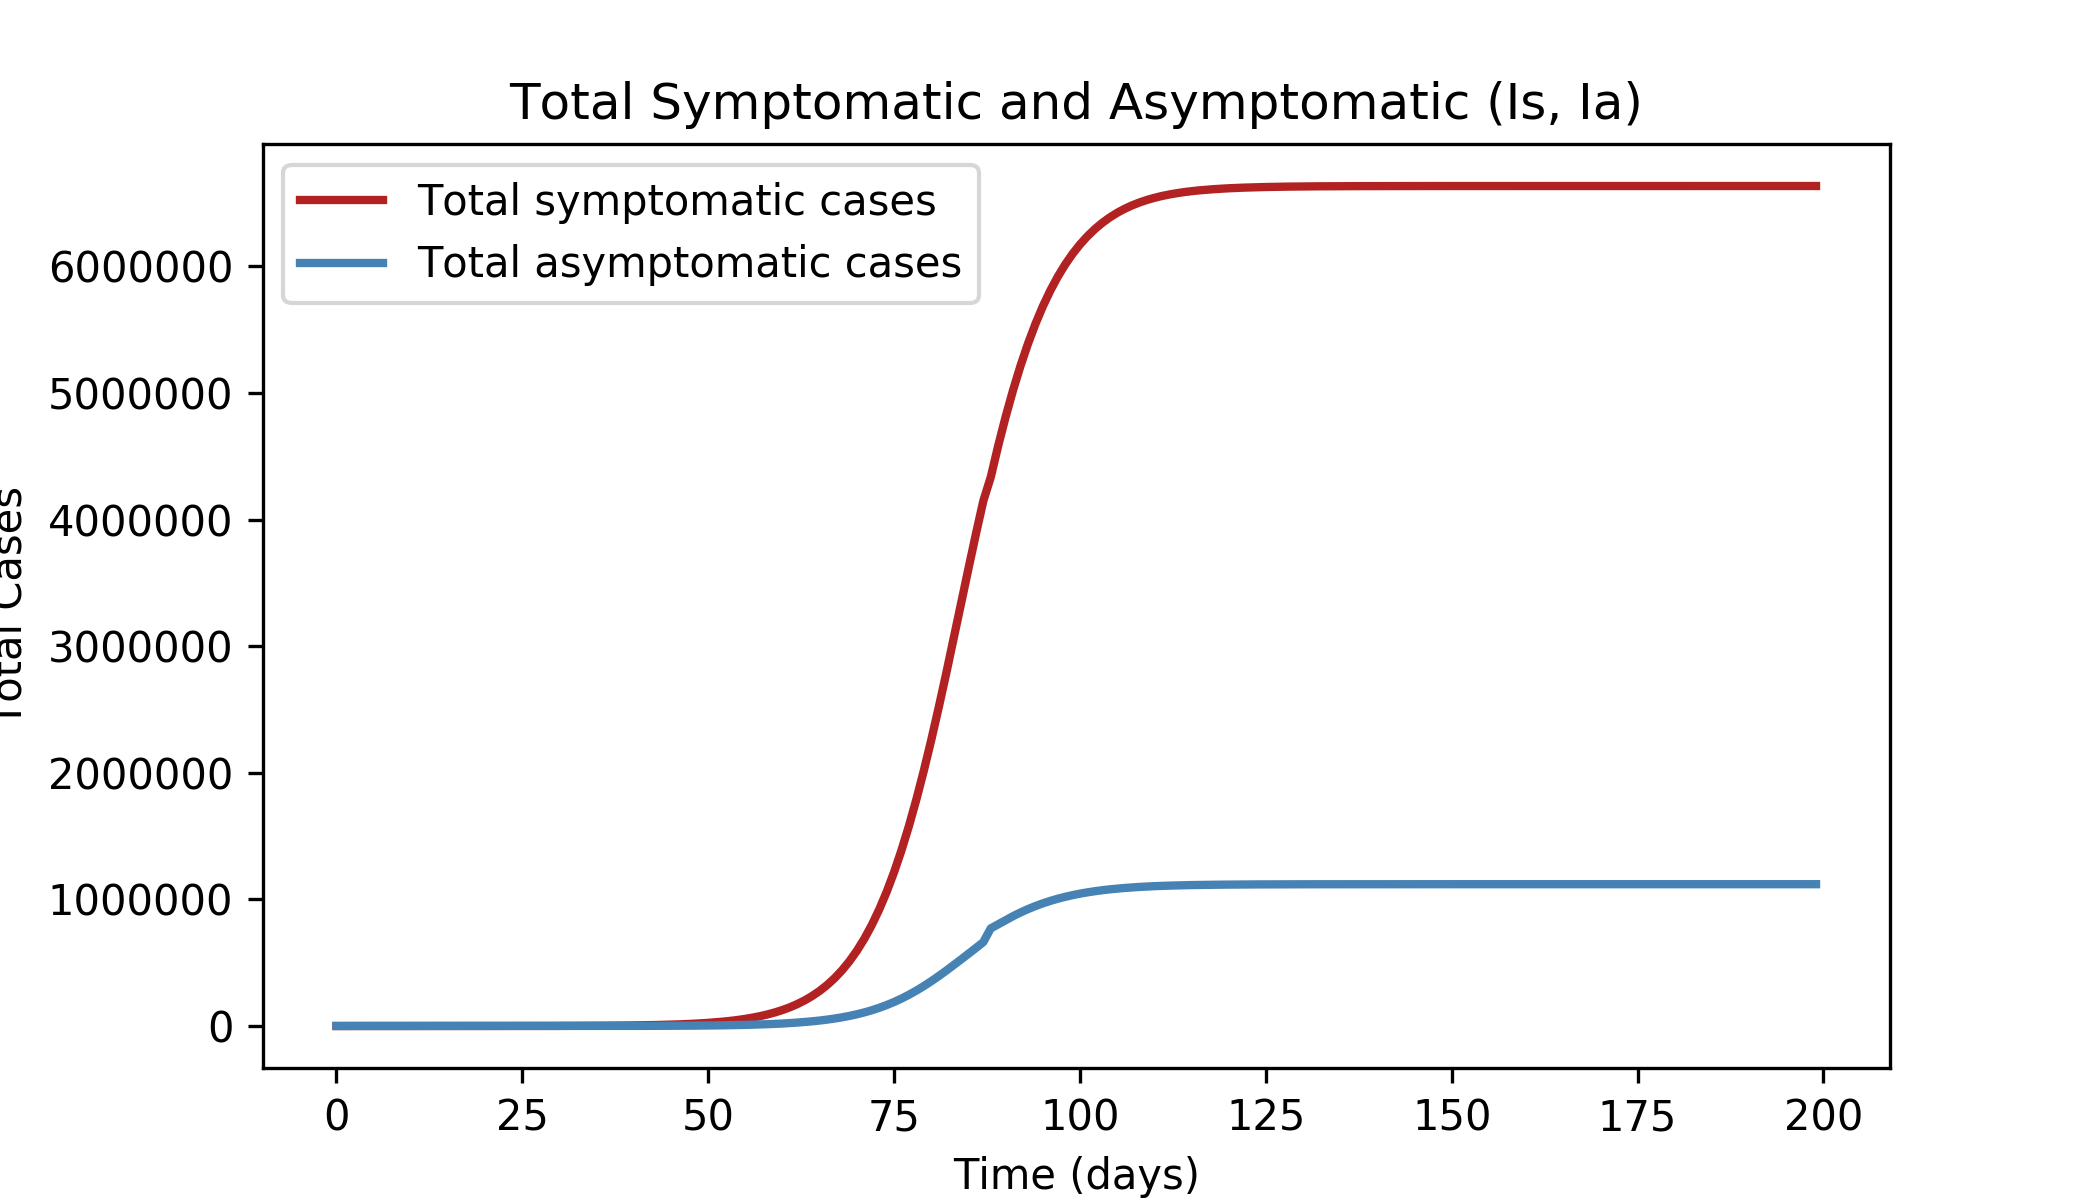 Total Symptomatic and Asymptomatic (Is, Ia)
Total symptomatic cases
Total asymptomatic cases
6000000
5000000
4000000
3000000
2000000
1000000
0
Total Cases
0 25 50 75 100 125 150 175 200
Time (days)